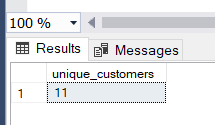 100 %
Results Messages
unique_customers
1 11